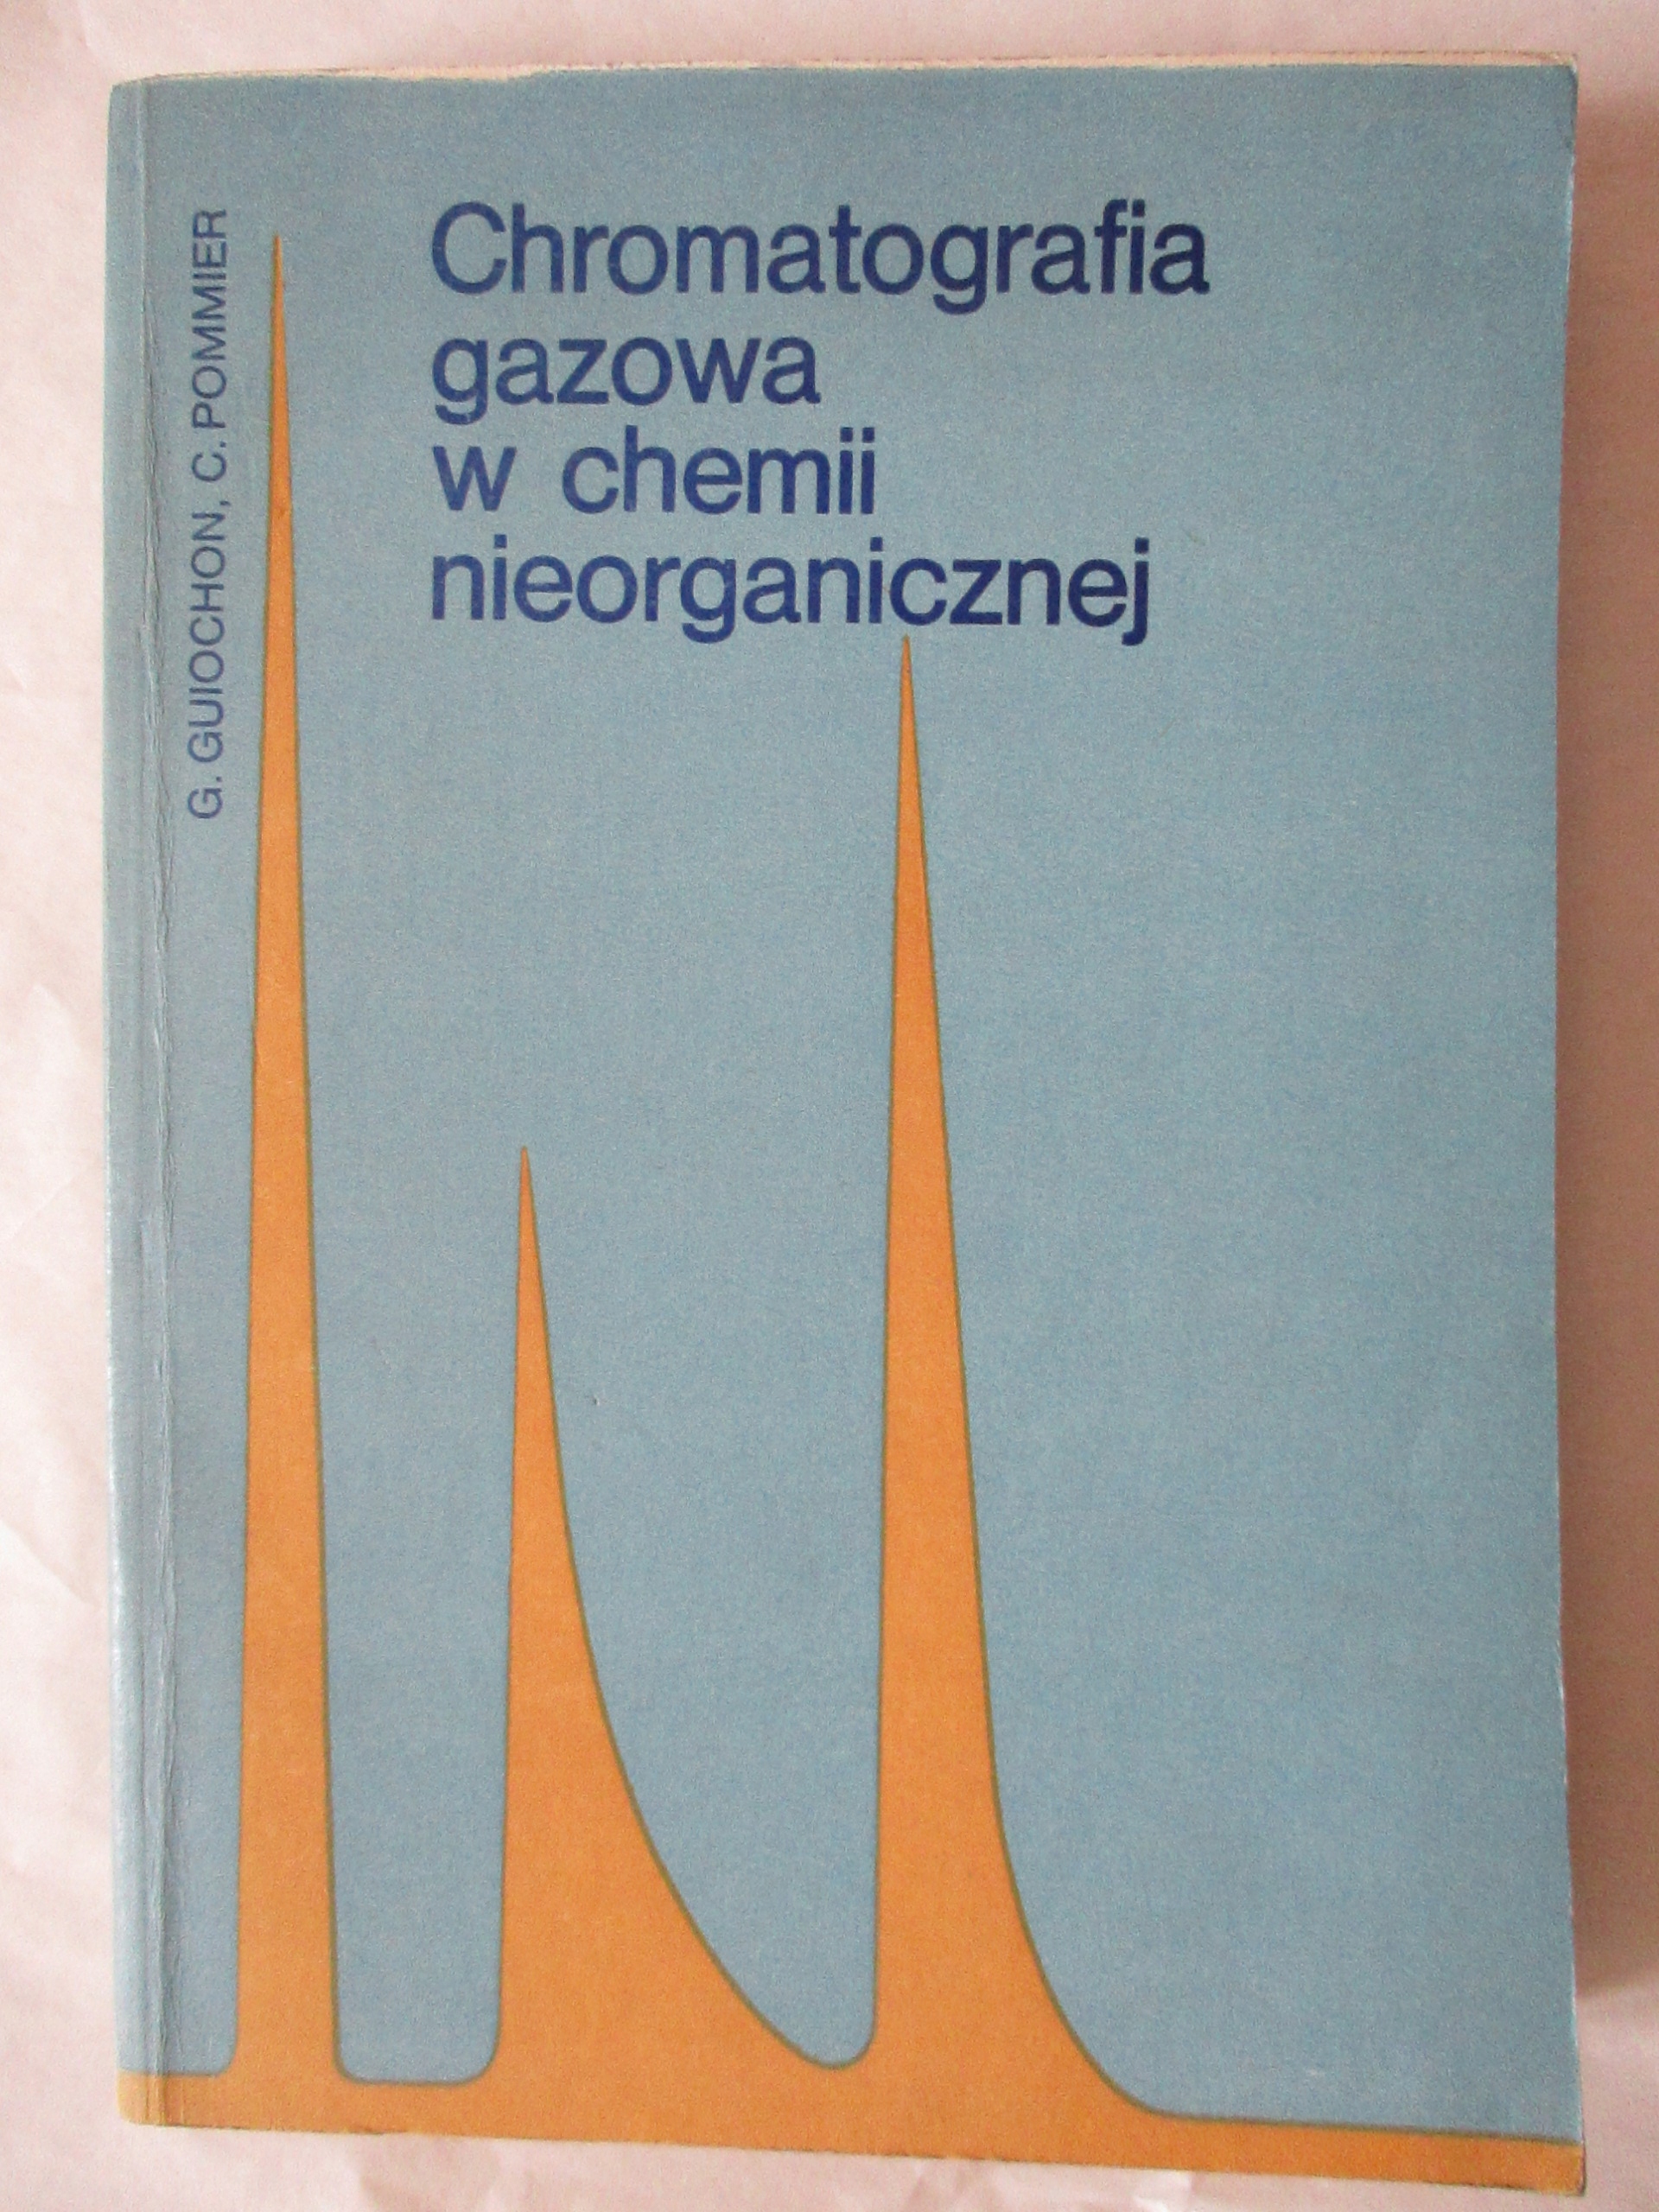 G. GUIOCHON, C. POMMIER
Chromatografia
gazowa
w chemii
nieorganicznej